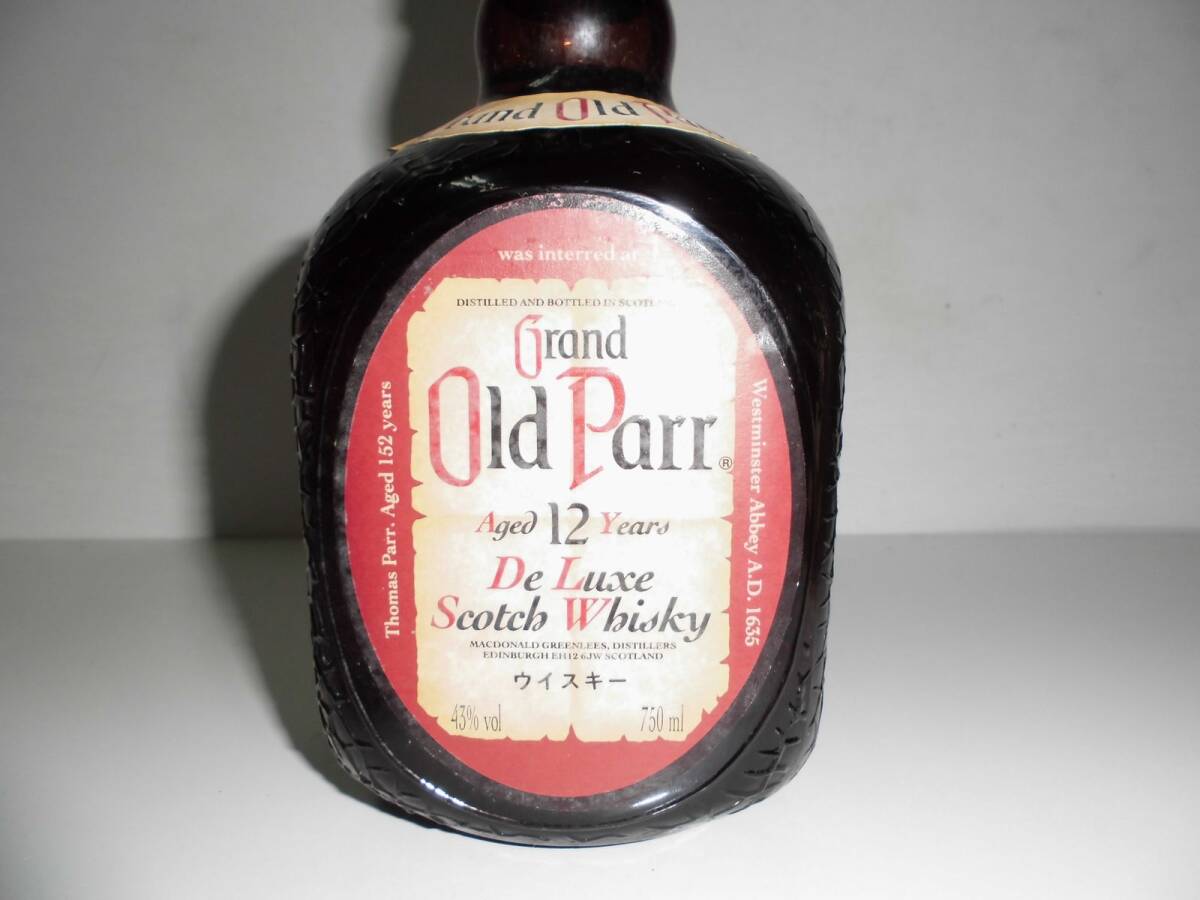 Grand Old Parr
was interred at
DISTILLED AND BOTTLED IN SCOTLAND
Grand
Old Parr®
Aged 12 Years
De Luxe
Scotch Whisky
MACDONALD GREENLEES, DISTILLERS
EDINBURGH EH12 6JW SCOTLAND
ウイスキー
43% vol
750 ml
Thomas Parr. Aged 152 years
Westminster Abbey A.D. 1635